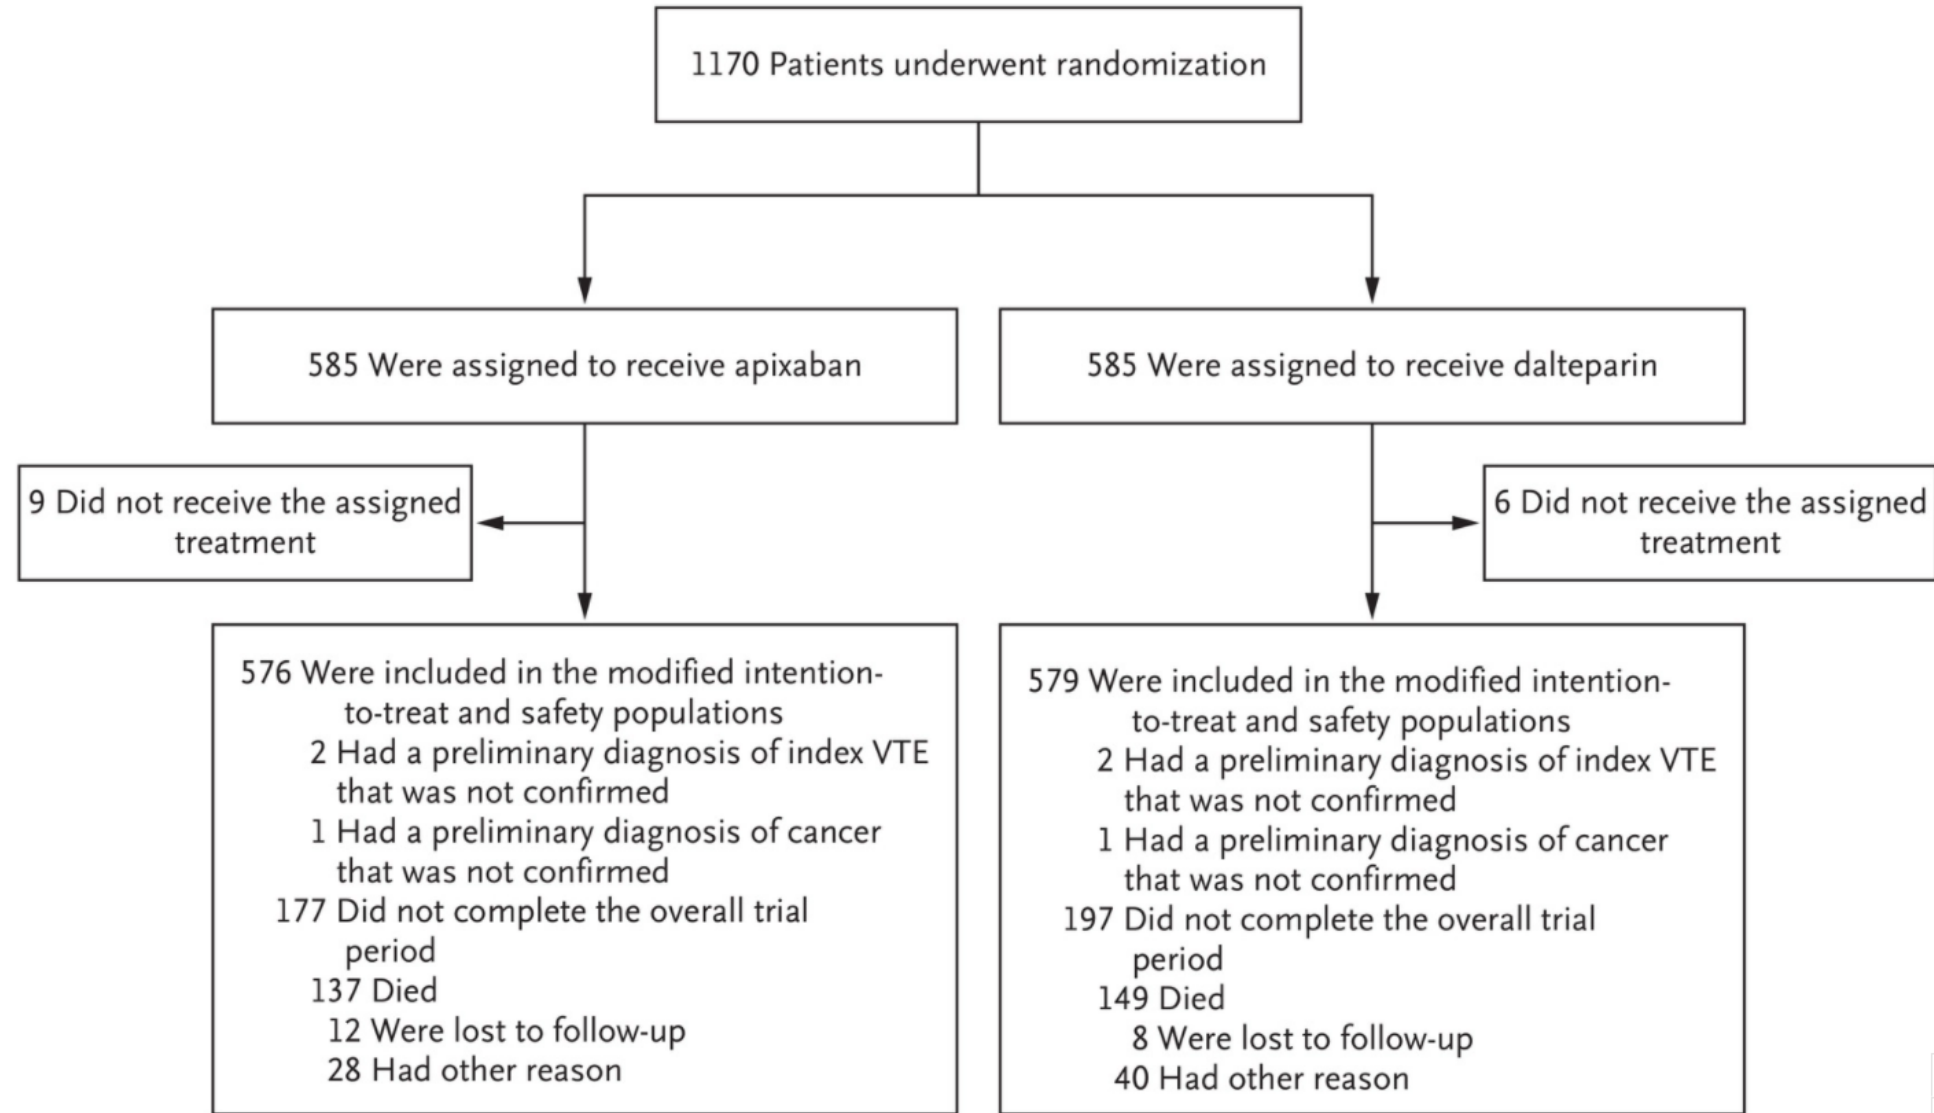 1170 Patients underwent randomization
585 Were assigned to receive apixaban
585 Were assigned to receive dalteparin
9 Did not receive the assigned
treatment
6 Did not receive the assigned
treatment
576 Were included in the modified intention-
to-treat and safety populations
2 Had a preliminary diagnosis of index VTE
that was not confirmed
1 Had a preliminary diagnosis of cancer
that was not confirmed
177 Did not complete the overall trial
period
137 Died
12 Were lost to follow-up
28 Had other reason
579 Were included in the modified intention-
to-treat and safety populations
2 Had a preliminary diagnosis of index VTE
that was not confirmed
1 Had a preliminary diagnosis of cancer
that was not confirmed
197 Did not complete the overall trial
period
149 Died
8 Were lost to follow-up
40 Had other reason